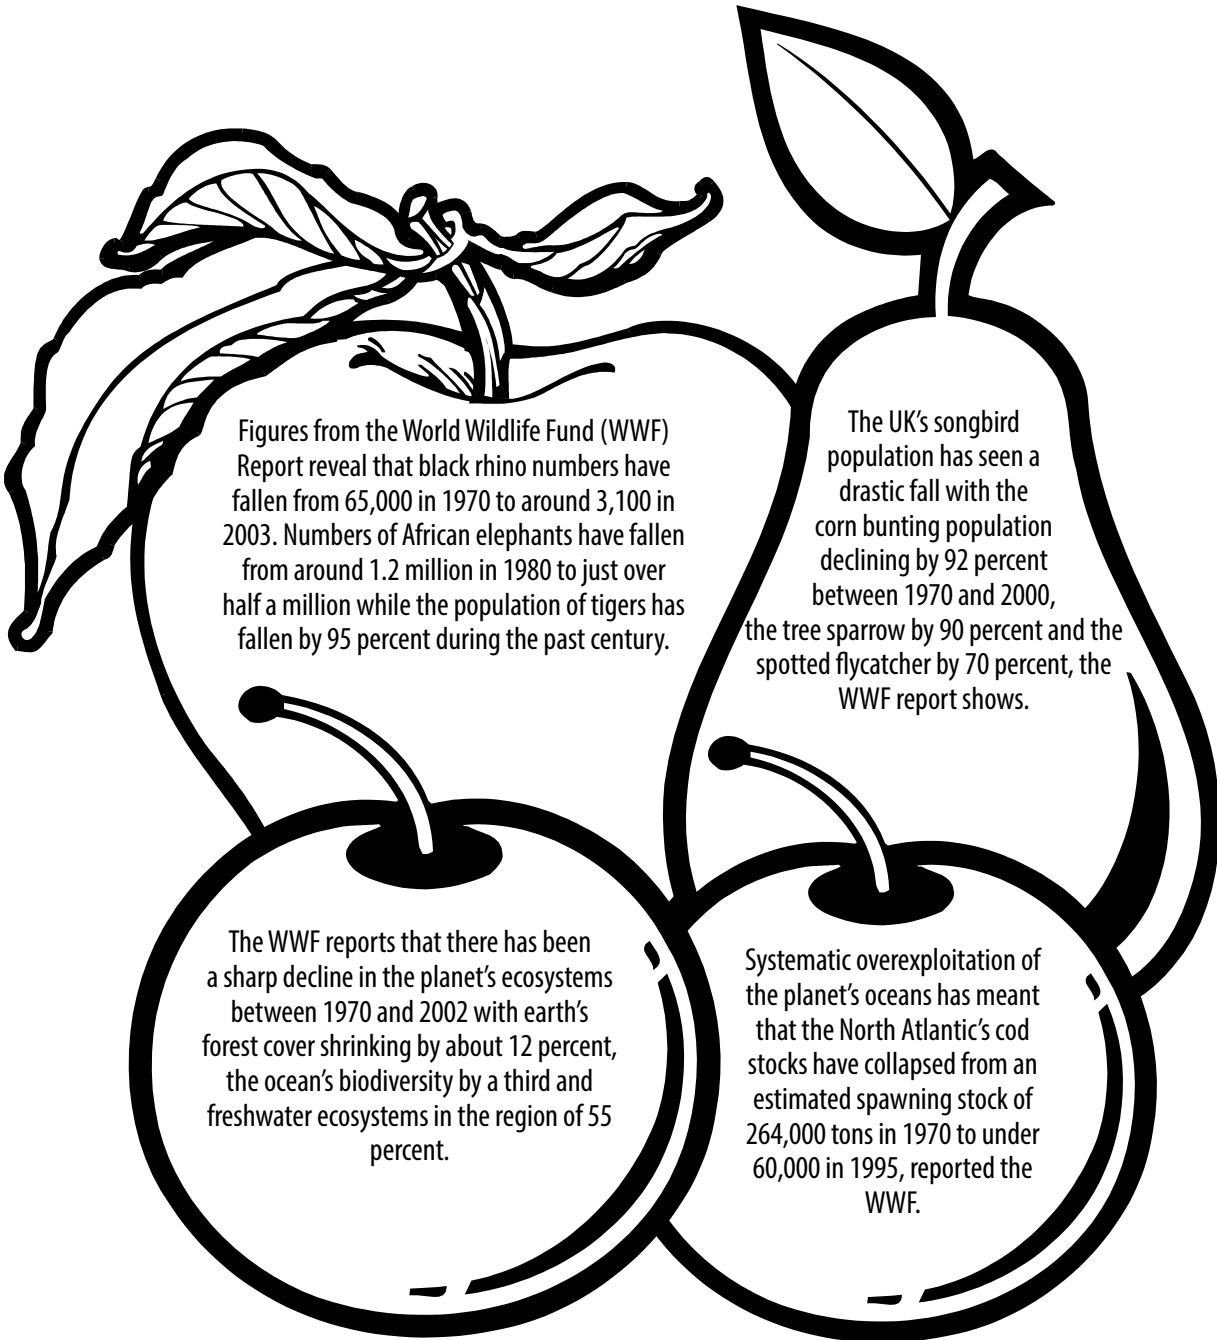 Figures from the World Wildlife Fund (WWF)
Report reveal that black rhino numbers have
fallen from 65,000 in 1970 to around 3,100 in
2003. Numbers of African elephants have fallen
from around 1.2 million in 1980 to just over
half a million while the population of tigers has
fallen by 95 percent during the past century.
The UK’s songbird
population has seen a
drastic fall with the
corn bunting population
declining by 92 percent
between 1970 and 2000,
the tree sparrow by 90 percent and the
spotted flycatcher by 70 percent, the
WWF report shows.
The WWF reports that there has been
a sharp decline in the planet’s ecosystems
between 1970 and 2002 with earth’s
forest cover shrinking by about 12 percent,
the ocean’s biodiversity by a third and
freshwater ecosystems in the region of 55
percent.
Systematic overexploitation of
the planet’s oceans has meant
that the North Atlantic’s cod
stocks have collapsed from an
estimated spawning stock of
264,000 tons in 1970 to under
60,000 in 1995, reported the
WWF.